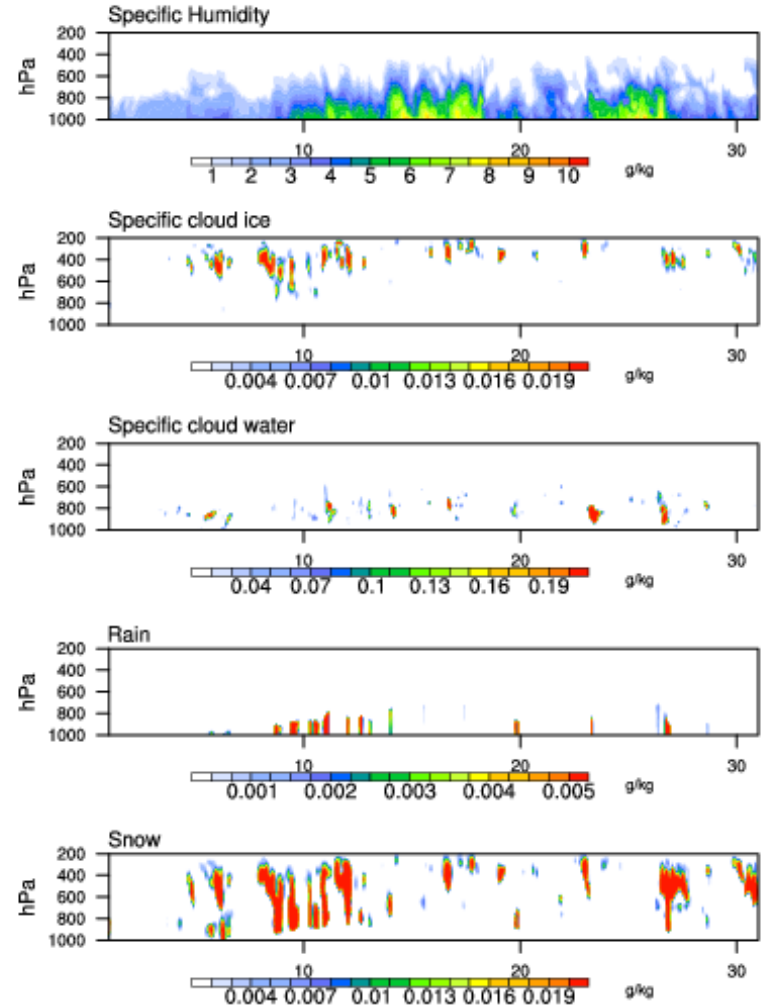 Specific Humidity
200
400
600
800
1000
hPa
10 20 30
1 2 3 4 5 6 7 8 9 10 g/kg
Specific cloud ice
200
400
600
800
1000
hPa
10 20 30
0.004 0.007 0.01 0.013 0.016 0.019 g/kg
Specific cloud water
200
400
600
800
1000
hPa
10 20 30
0.04 0.07 0.1 0.13 0.16 0.19 g/kg
Rain
200
400
600
800
1000
hPa
10 20 30
0.001 0.002 0.003 0.004 0.005 g/kg
Snow
200
400
600
800
1000
hPa
10 20 30
0.004 0.007 0.01 0.013 0.016 0.019 g/kg